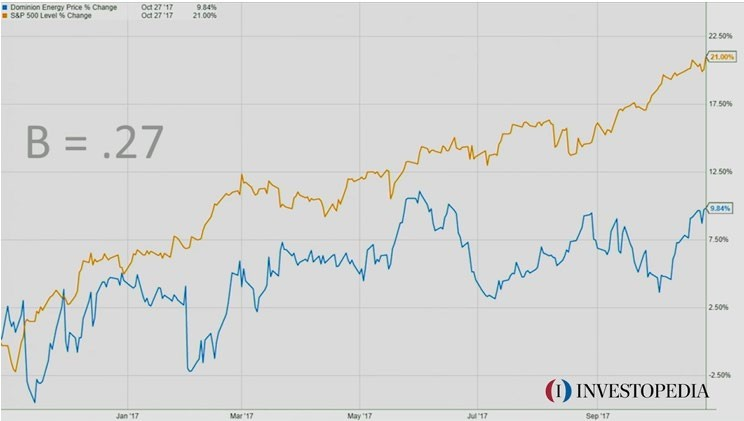 Dominion Energy Price % Change Oct 27 '17 9.84%
S&P 500 Level % Change Oct 27 '17 21.00%
22.50%
21.00%
B = .27
17.50%
12.50%
9.84%
7.50%
2.50%
-2.50%
(I) INVESTOPEDIA
Jan '17 Mar '17 May '17 Jul '17 Sep '17